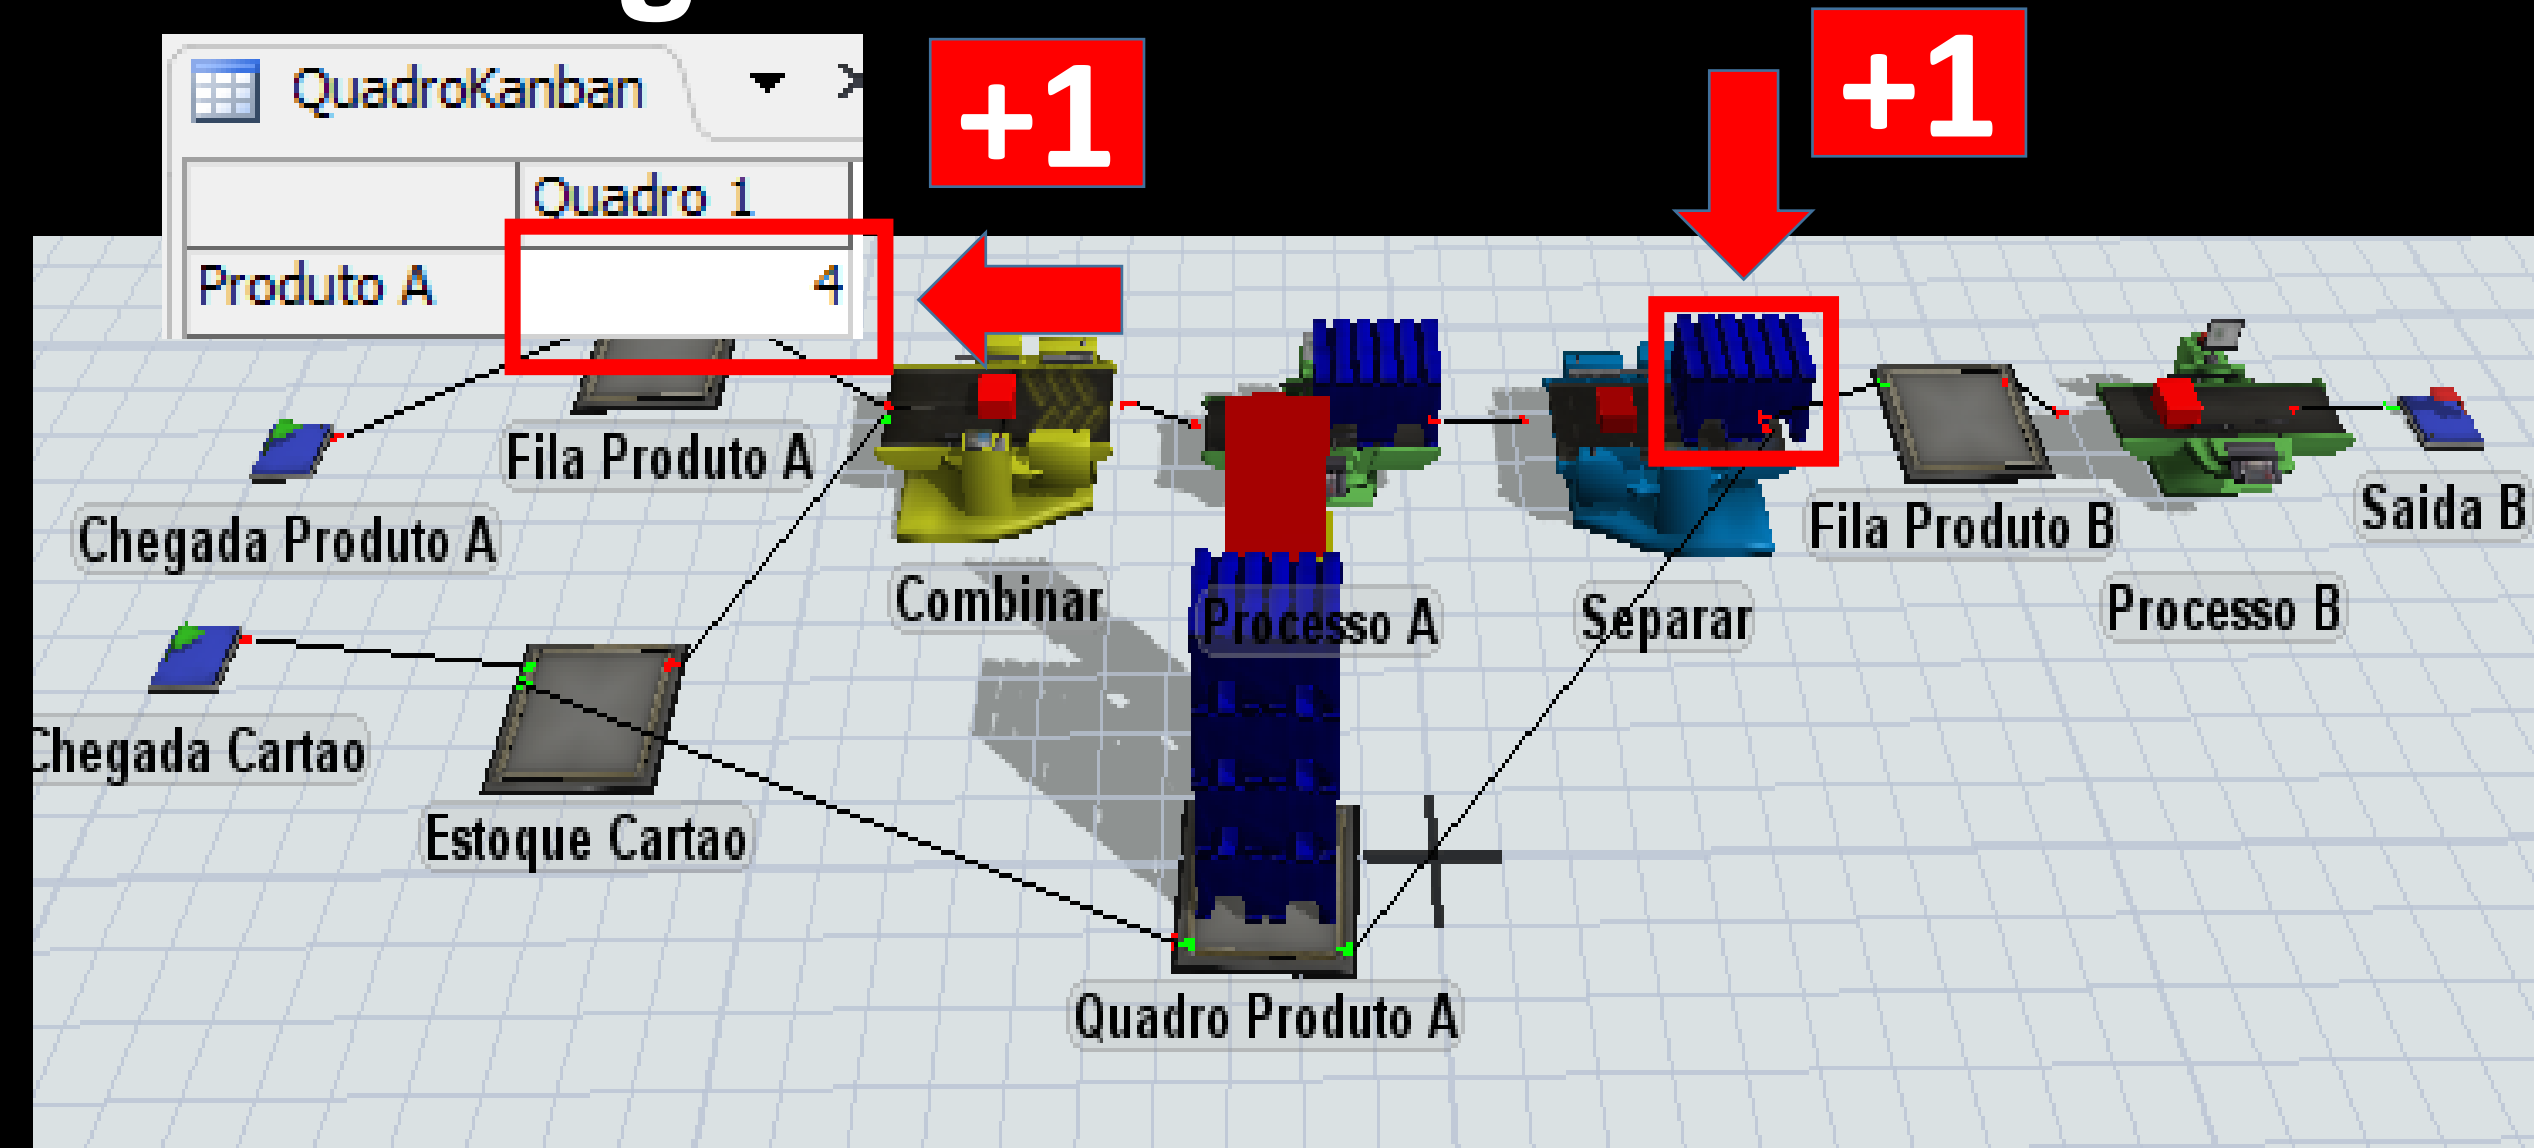 QuadroKanban
+1
+1
Quadro 1
Produto A
4
Fila Produto A
Chegada Produto A
Combinar
Processo A
Separar
Fila Produto B
Processo B
Saida B
Chegada Cartao
Estoque Cartao
Quadro Produto A